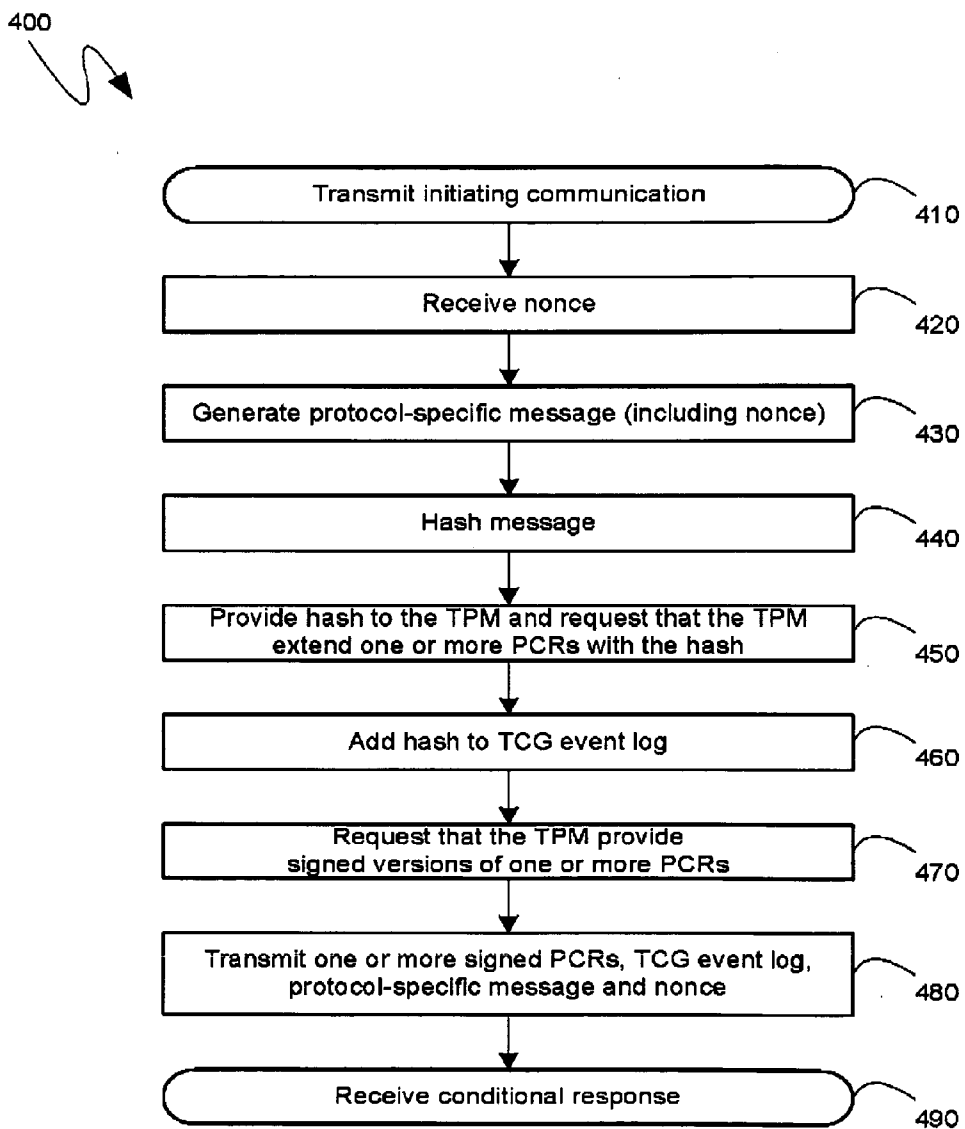 400
Transmit initiating communication
410
Receive nonce
420
Generate protocol-specific message (including nonce)
430
Hash message
440
Provide hash to the TPM and request that the TPM
extend one or more PCRs with the hash
450
Add hash to TCG event log
460
Request that the TPM provide
signed versions of one or more PCRs
470
Transmit one or more signed PCRs, TCG event log,
protocol-specific message and nonce
480
Receive conditional response
490